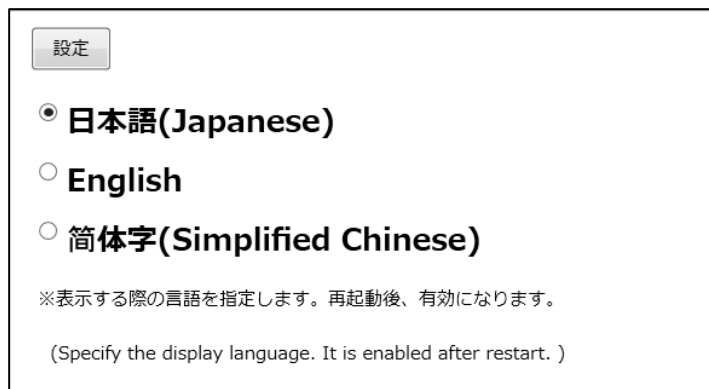 設定
日本語(Japanese)
English
简体字(Simplified Chinese)
※表示する際の言語を指定します。再起動後、有効になります。
(Specify the display language. It is enabled after restart. )